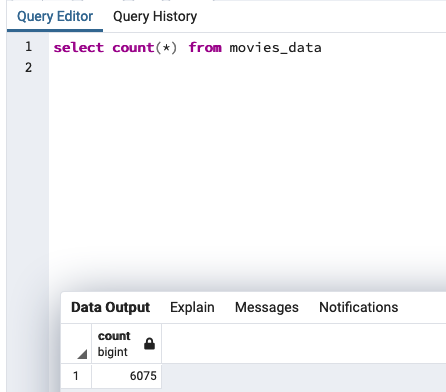 Query Editor Query History
1 select count(*) from movies_data
2
Data Output Explain Messages Notifications
count
bigint
1 6075